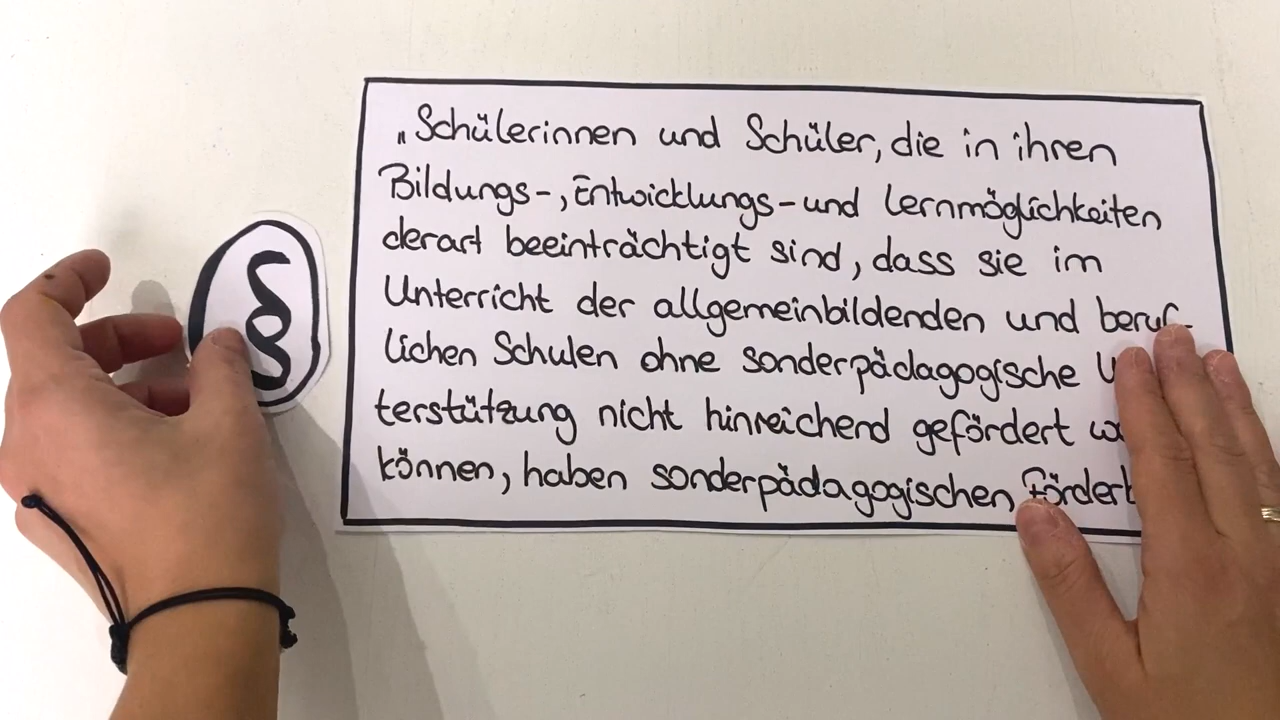 §
„Schülerinnen und Schüler, die in ihren
Bildungs-, Entwicklungs- und Lernmöglichkeiten
derart beeinträchtigt sind, dass sie im
Unterricht der allgemeinbildenden und beruf-
lichen Schulen ohne sonderpädagogische
terstützung nicht hinreichend gefördert
können, haben sonderpädagogischen